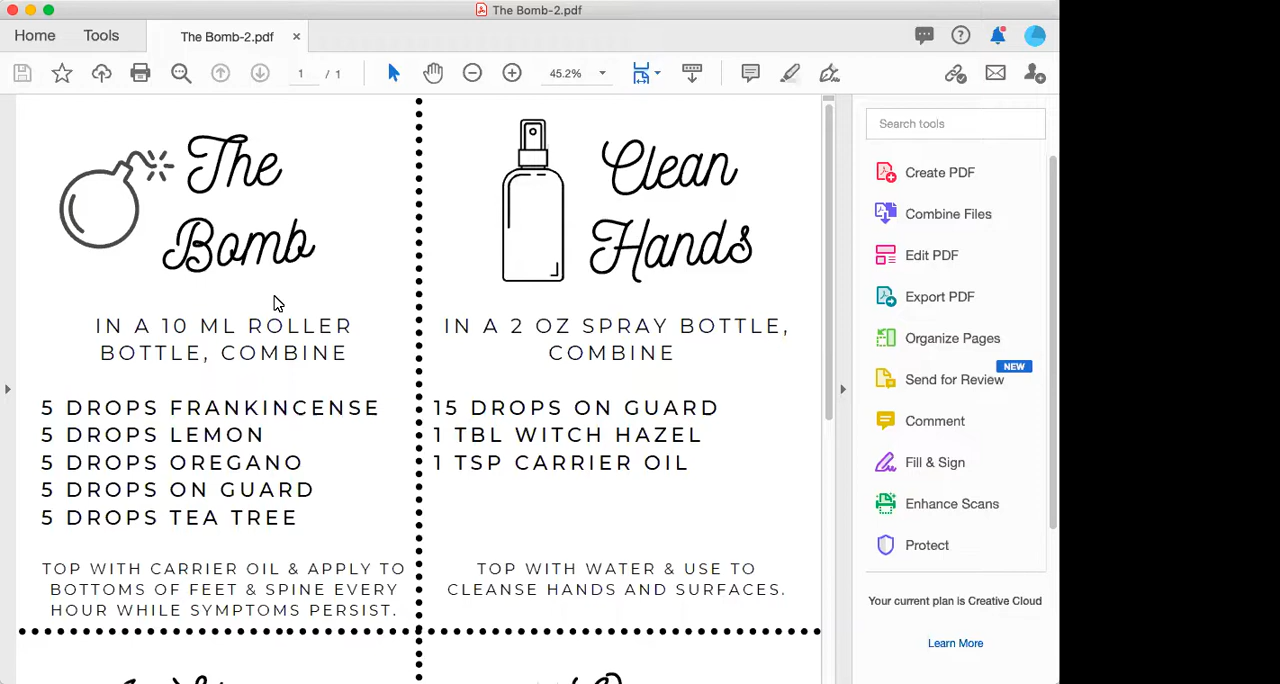 The Bomb-2.pdf
Home
Tools
The Bomb-2.pdf
1 / 1
45.2%
The
Bomb
IN A 10 ML ROLLER
BOTTLE, COMBINE
5 DROPS FRANKINCENSE
5 DROPS LEMON
5 DROPS OREGANO
5 DROPS ON GUARD
5 DROPS TEA TREE
TOP WITH CARRIER OIL & APPLY TO
BOTTOMS OF FEET & SPINE EVERY
HOUR WHILE SYMPTOMS PERSIST.
Clean
Hands
IN A 2 OZ SPRAY BOTTLE,
COMBINE
15 DROPS ON GUARD
1 TBL WITCH HAZEL
1 TSP CARRIER OIL
TOP WITH WATER & USE TO
CLEANSE HANDS AND SURFACES.
Search tools
Create PDF
Combine Files
Edit PDF
Export PDF
Organize Pages
NEW
Send for Review
Comment
Fill & Sign
Enhance Scans
Protect
Your current plan is Creative Cloud
Learn More